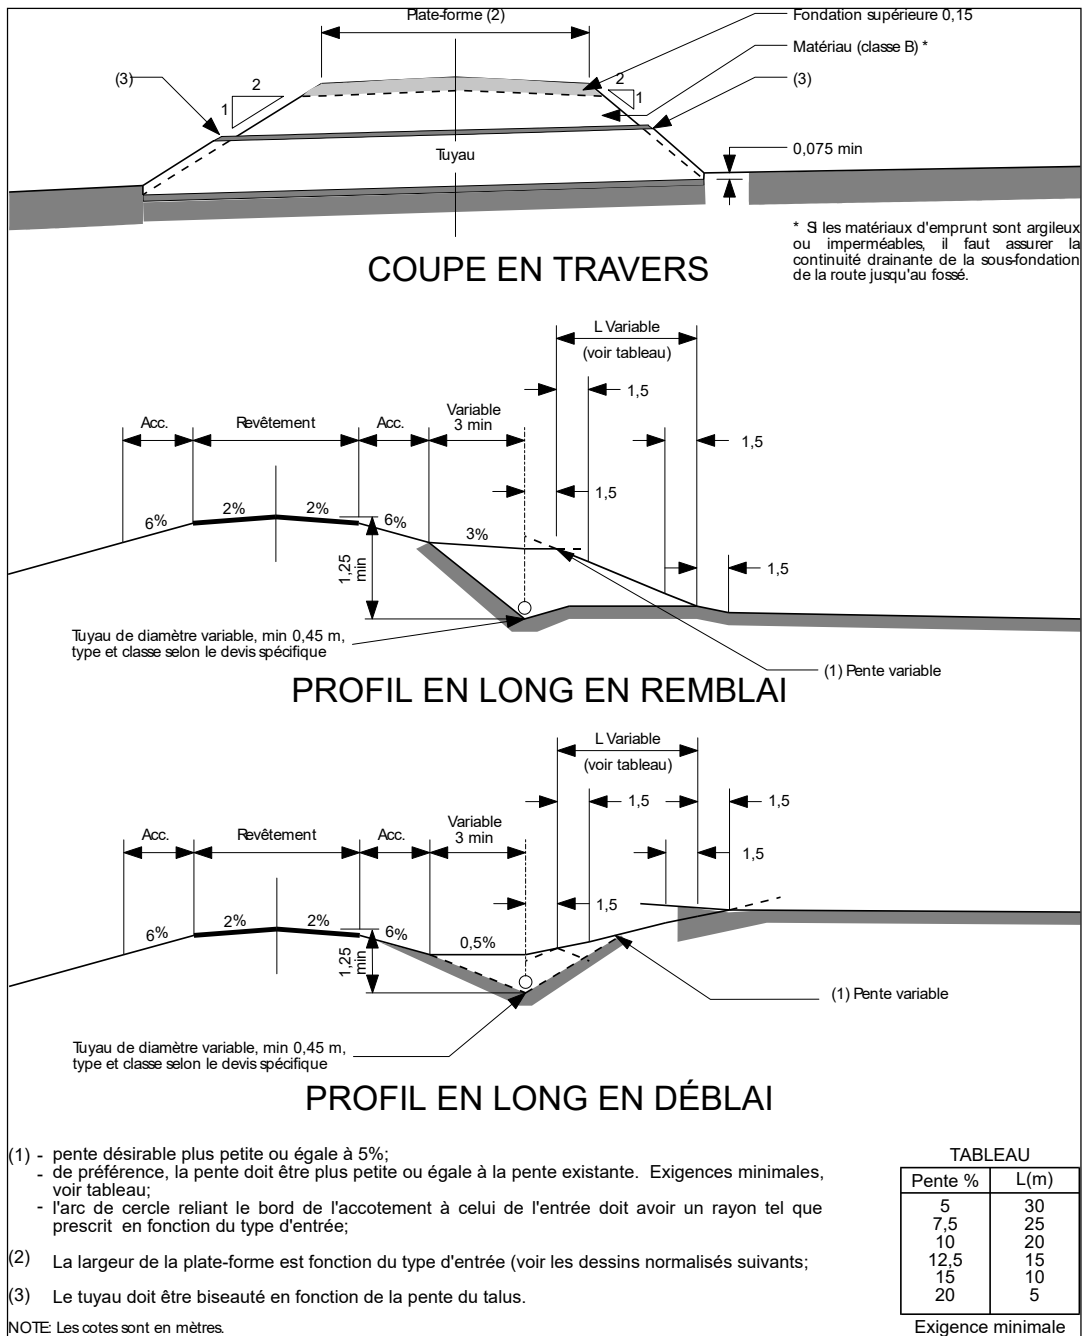 Plate-forme (2)
Fondation supérieure 0,15
Matériau (classe B) *
(3)
2
1
2
1
(3)
Tuyau
0,075 min
* Si les matériaux d'emprunt sont argileux
ou imperméables, il faut assurer la
continuité drainante de la sous-fondation
de la route jusqu'au fossé.
COUPE EN TRAVERS
L Variable
(voir tableau)
1,5
Acc.
Revêtement
Acc.
Variable
3 min
1,5
1,5
6%
2%
2%
6%
3%
1,25
min
1,5
Tuyau de diamètre variable, min 0,45 m,
type et classe selon le devis spécifique
(1) Pente variable
PROFIL EN LONG EN REMBLAI
L Variable
(voir tableau)
1,5
1,5
Acc.
Revêtement
Acc.
Variable
3 min
1,5
1,5
6%
2%
2%
6%
0,5%
1,25
min
(1) Pente variable
Tuyau de diamètre variable, min 0,45 m,
type et classe selon le devis spécifique
PROFIL EN LONG EN DÉBLAI
(1) - pente désirable plus petite ou égale à 5%;
- de préférence, la pente doit être plus petite ou égale à la pente existante. Exigences minimales,
voir tableau;
- l'arc de cercle reliant le bord de l'accotement à celui de l'entrée doit avoir un rayon tel que
prescrit en fonction du type d'entrée;
(2) La largeur de la plate-forme est fonction du type d'entrée (voir les dessins normalisés suivants;
(3) Le tuyau doit être biseauté en fonction de la pente du talus.
NOTE: Les cotes sont en mètres.
TABLEAU
Pente % L(m)
5 30
7,5 25
10 20
12,5 15
15 10
20 5
Exigence minimale